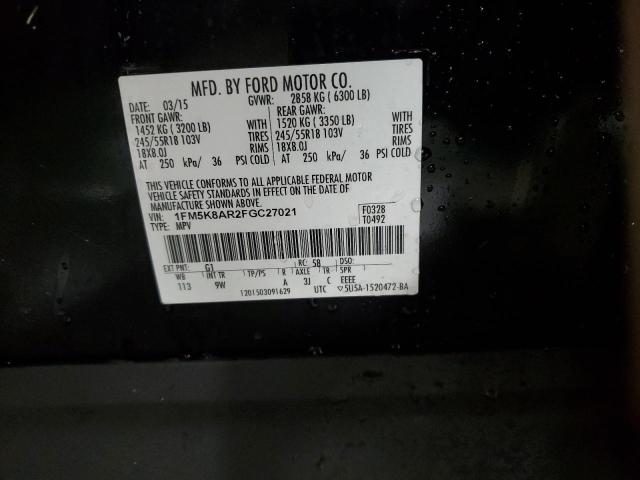 MFD. BY FORD MOTOR CO.
DATE: 03/15 GVWR: 2858 KG ( 6300 LB)
FRONT GAWR: REAR GAWR:
1452 KG ( 3200 LB) WITH 1520 KG ( 3350 LB) WITH
245/55R18 103V TIRES 245/55R18 103V TIRES
18X8.0J RIMS 18X8.0J RIMS
AT 250 kPa/ 36 PSI COLD AT 250 kPa/ 36 PSI COLD
THIS VEHICLE CONFORMS TO ALL APPLICABLE FEDERAL MOTOR
VEHICLE SAFETY STANDARDS IN EFFECT ON THE DATE OF
MANUFACTURE SHOWN ABOVE.
VIN: 1FM5K8AR2FGC27021 F0328
TYPE: MPV T0492
EXT PNT: G1 RC: 58 DSO:
WB INT TR TP/PS R AXLE TR SPR
113 9W A 3J C EEEE
1201503091629 UTC ▽5U5A-1520472-BA